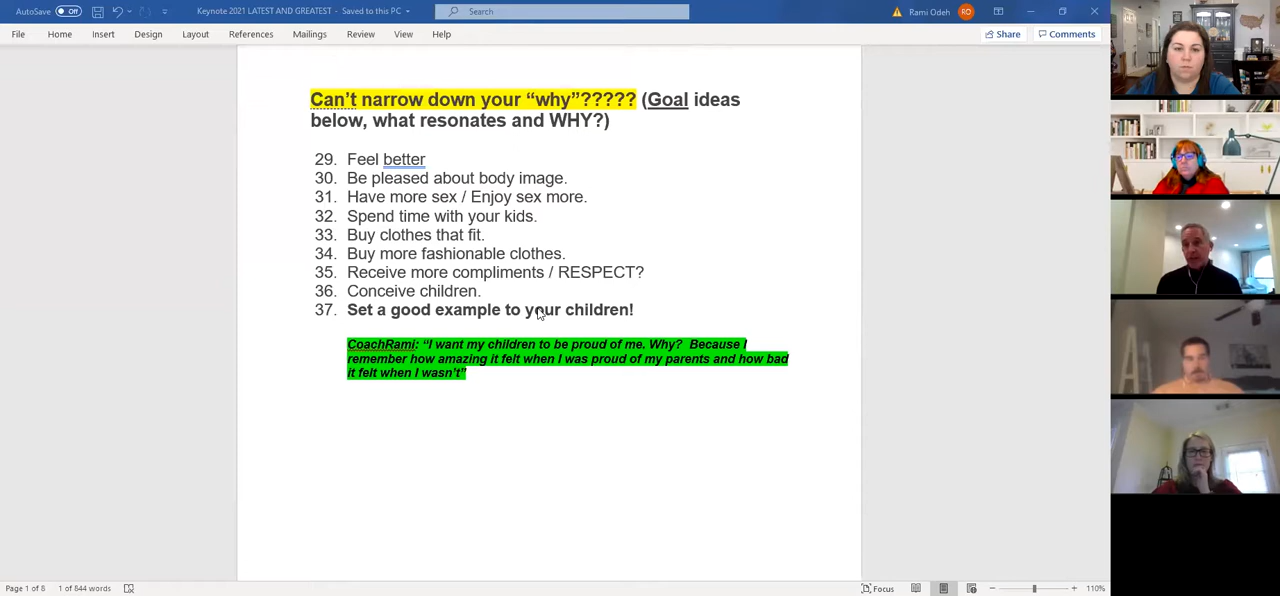 AutoSave Off Keynote 2021 LATEST AND GREATEST - Saved to this PC Search Rami Odeh RO
File Home Insert Design Layout References Mailings Review View Help Share Comments
Can't narrow down your "why"????? (Goal ideas
below, what resonates and WHY?)
29. Feel better
30. Be pleased about body image.
31. Have more sex / Enjoy sex more.
32. Spend time with your kids.
33. Buy clothes that fit.
34. Buy more fashionable clothes.
35. Receive more compliments / RESPECT?
36. Conceive children.
37. Set a good example to your children!
CoachRami: "I want my children to be proud of me. Why? Because I
remember how amazing it felt when I was proud of my parents and how bad
it felt when I wasn't"
Page 1 of 8 1 of 844 words Focus 110%